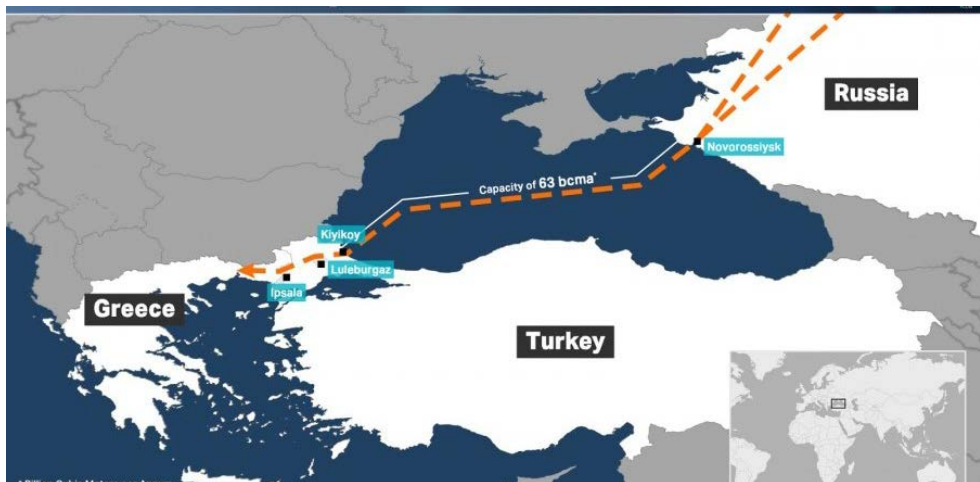 Russia
Novorossiysk
Capacity of 63 bcma*
Kiyikoy
Luleburgaz
Ipsala
Greece
Turkey